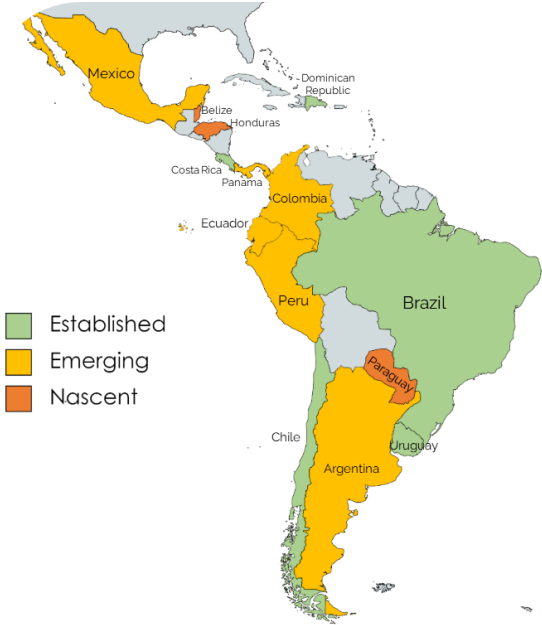 Mexico
Dominican
Republic
Belize
Honduras
Costa Rica
Panama
Colombia
Ecuador
Peru
Brazil
Established
Emerging
Nascent
Paraguay
Chile
Uruguay
Argentina